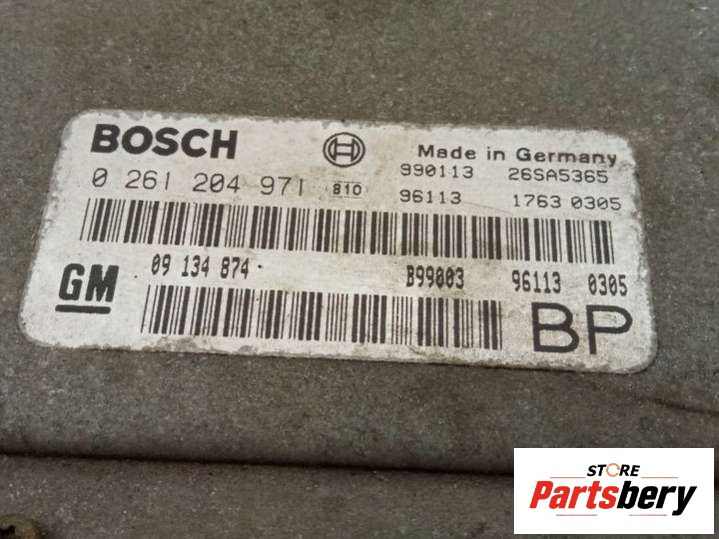 BOSCH
Made in Germany
0 261 204 971 810
990113 26SA5365
96113 1763 0305
GM 09 134 874 B99003 96113 0305
BP
STORE
Partsbery